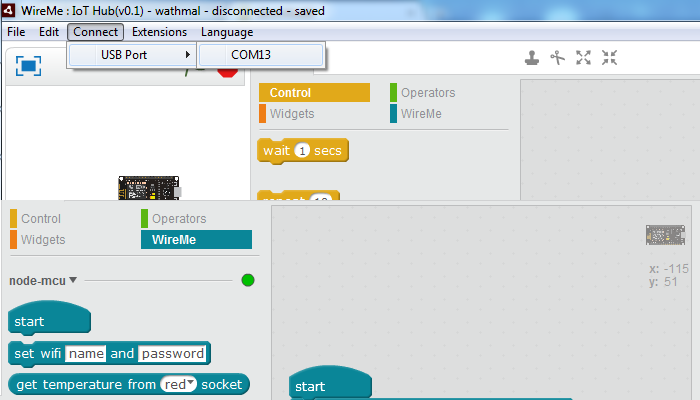 WireMe : IoT Hub(v0.1) - wathmal - disconnected - saved
File Edit Connect Extensions Language
USB Port COM13
Control Operators
Widgets WireMe
wait 1 secs
repeat 10
Control Operators
Widgets WireMe
node-mcu
x: -115
y: 51
start
set wifi name and password
get temperature from red socket
start